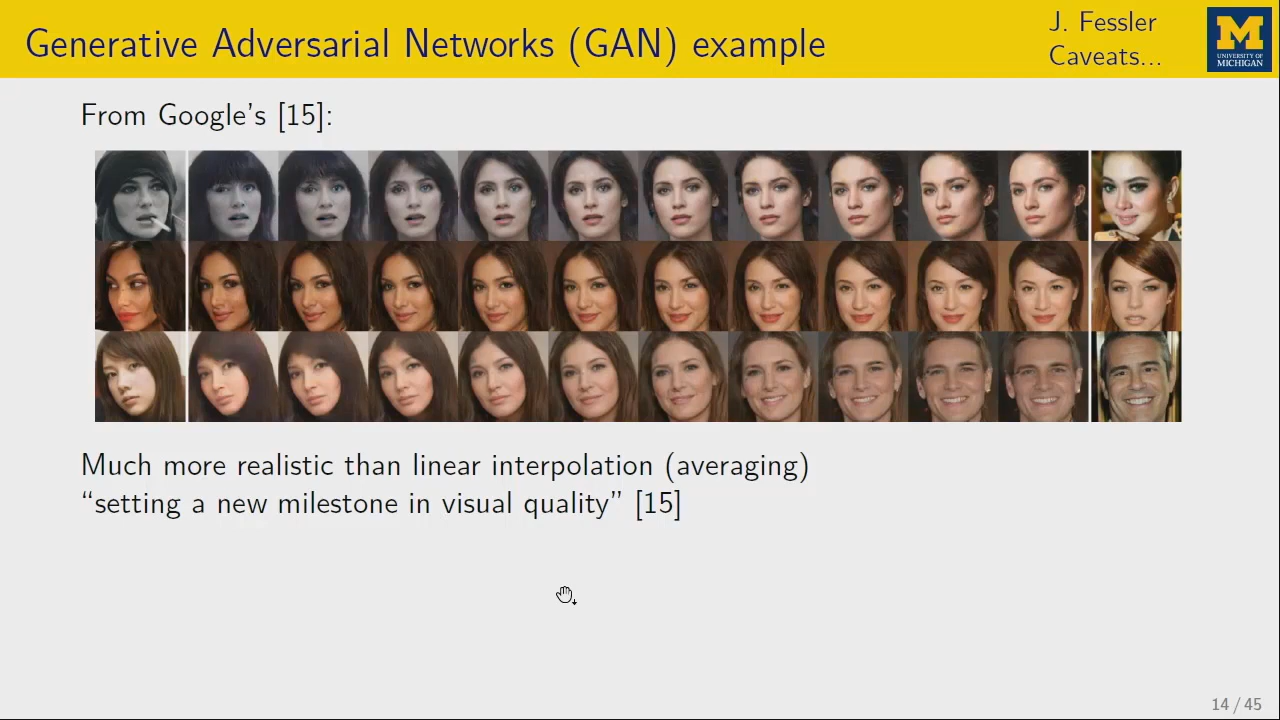 Generative Adversarial Networks (GAN) example
J. Fessler
Caveats...
M
UNIVERSITY OF
MICHIGAN
From Google's [15]:
Much more realistic than linear interpolation (averaging)
“setting a new milestone in visual quality” [15]
14 / 45